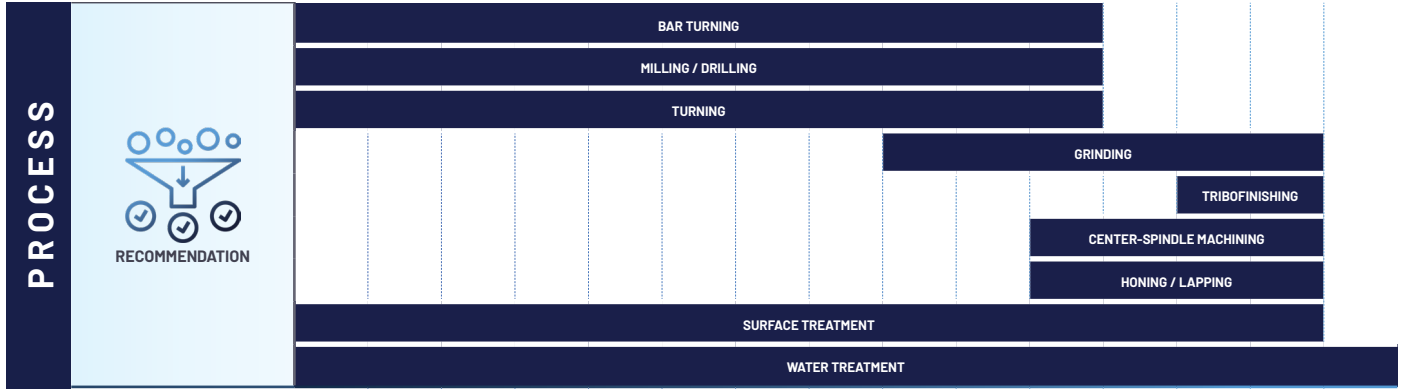 PROCESS
RECOMMENDATION
BAR TURNING
MILLING / DRILLING
TURNING
GRINDING
TRIBOFINISHING
CENTER-SPINDLE MACHINING
HONING / LAPPING
SURFACE TREATMENT
WATER TREATMENT